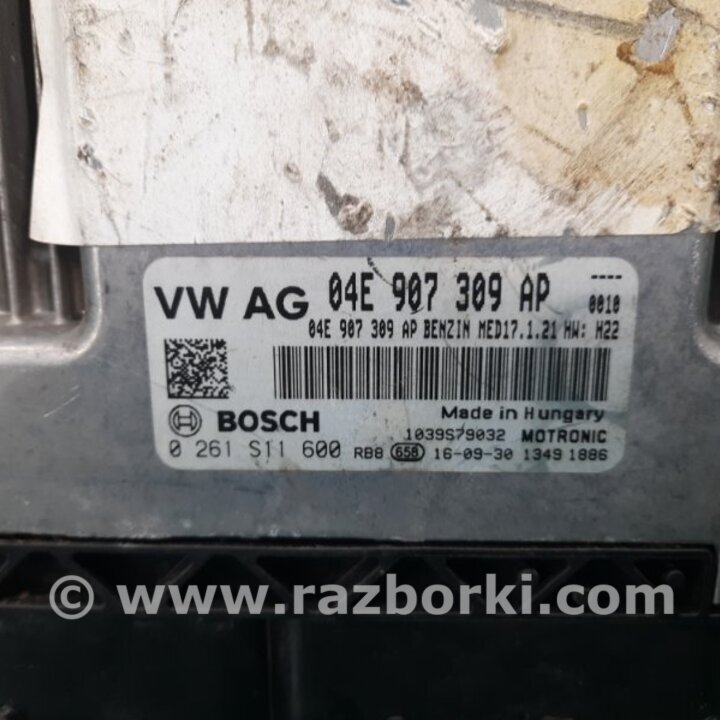 VW AG 04E 907 309 AP ----
0010
04E 907 309 AP BENZIN MED17.1.21 HW: H22
BOSCH Made in Hungary
1039S79032 MOTRONIC
0 261 S11 600 RB8 658 16-09-30 1349 1886
© www.razborki.com